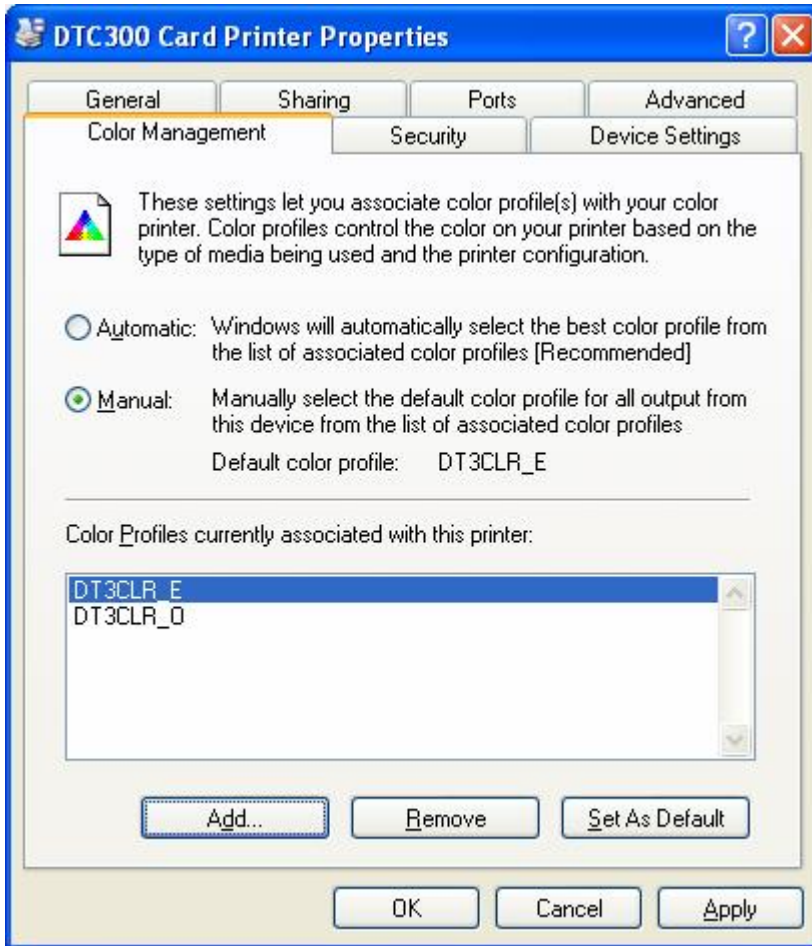 DTC300 Card Printer Properties
General Sharing Ports Advanced
Color Management Security Device Settings
These settings let you associate color profile(s) with your color
printer. Color profiles control the color on your printer based on the
type of media being used and the printer configuration.
Automatic: Windows will automatically select the best color profile from
the list of associated color profiles [Recommended]
Manual: Manually select the default color profile for all output from
this device from the list of associated color profiles
Default color profile: DT3CLR_E
Color Profiles currently associated with this printer:
DT3CLR_E
DT3CLR_O
Add... Remove Set As Default
OK Cancel Apply